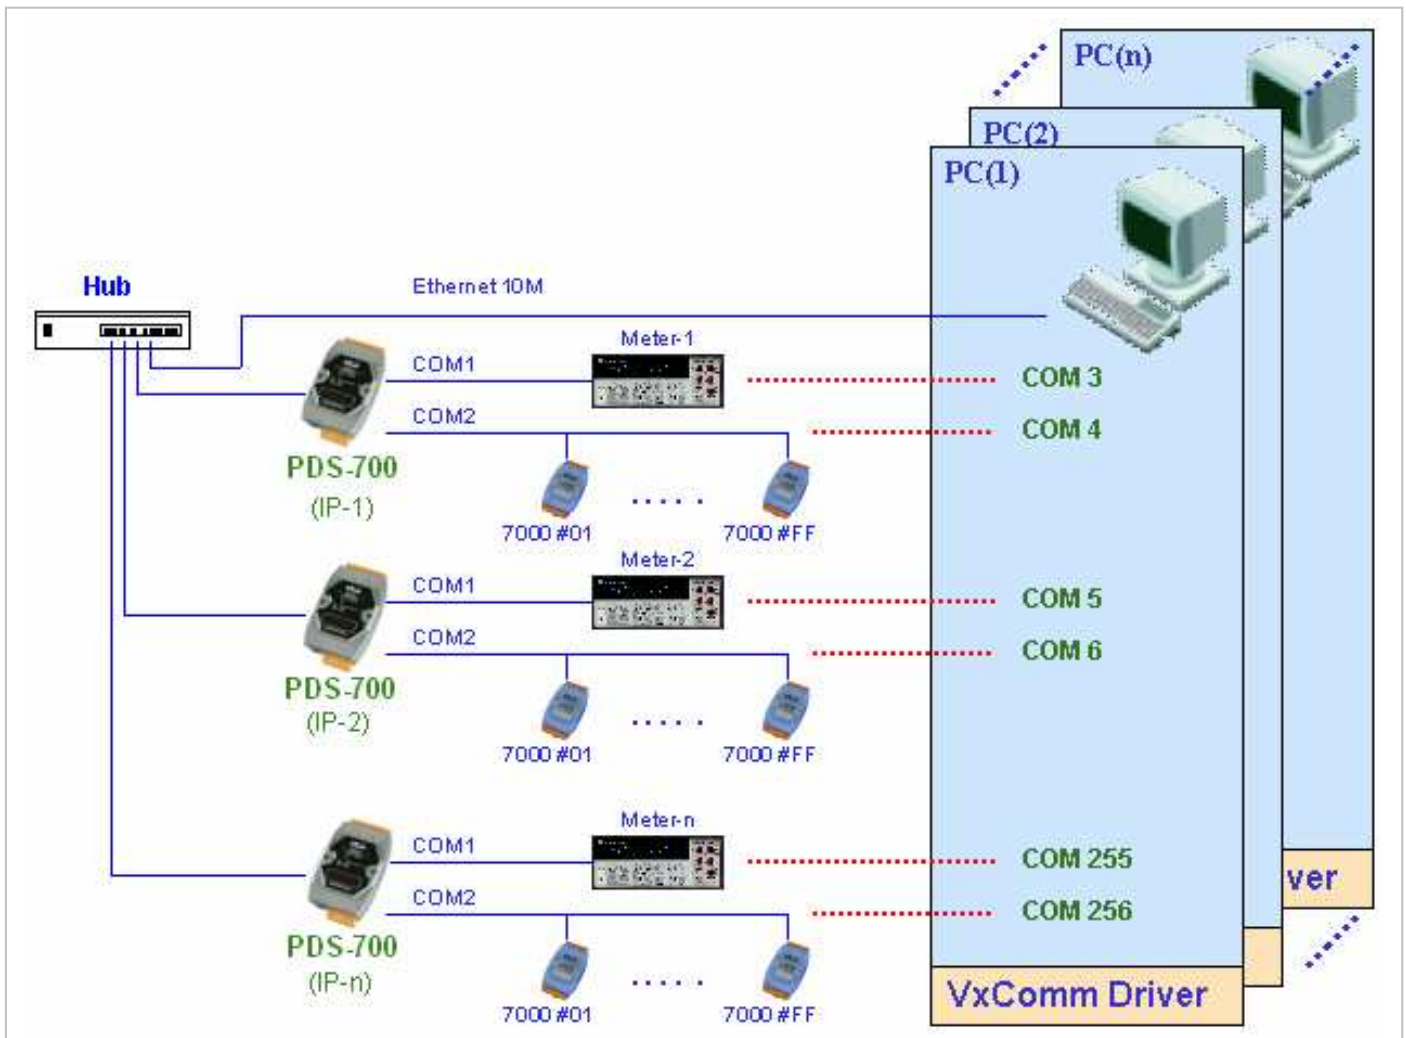 PC(n)
PC(2)
PC(1)
Hub
Ethernet 10M
Meter-1
COM1
COM 3
COM2
COM 4
PDS-700
(IP-1)
7000 #01
7000 #FF
Meter-2
COM1
COM 5
COM2
COM 6
PDS-700
(IP-2)
7000 #01
7000 #FF
Meter-n
COM1
COM 255
COM2
COM 256
ver
PDS-700
(IP-n)
VxComm Driver
7000 #01
7000 #FF